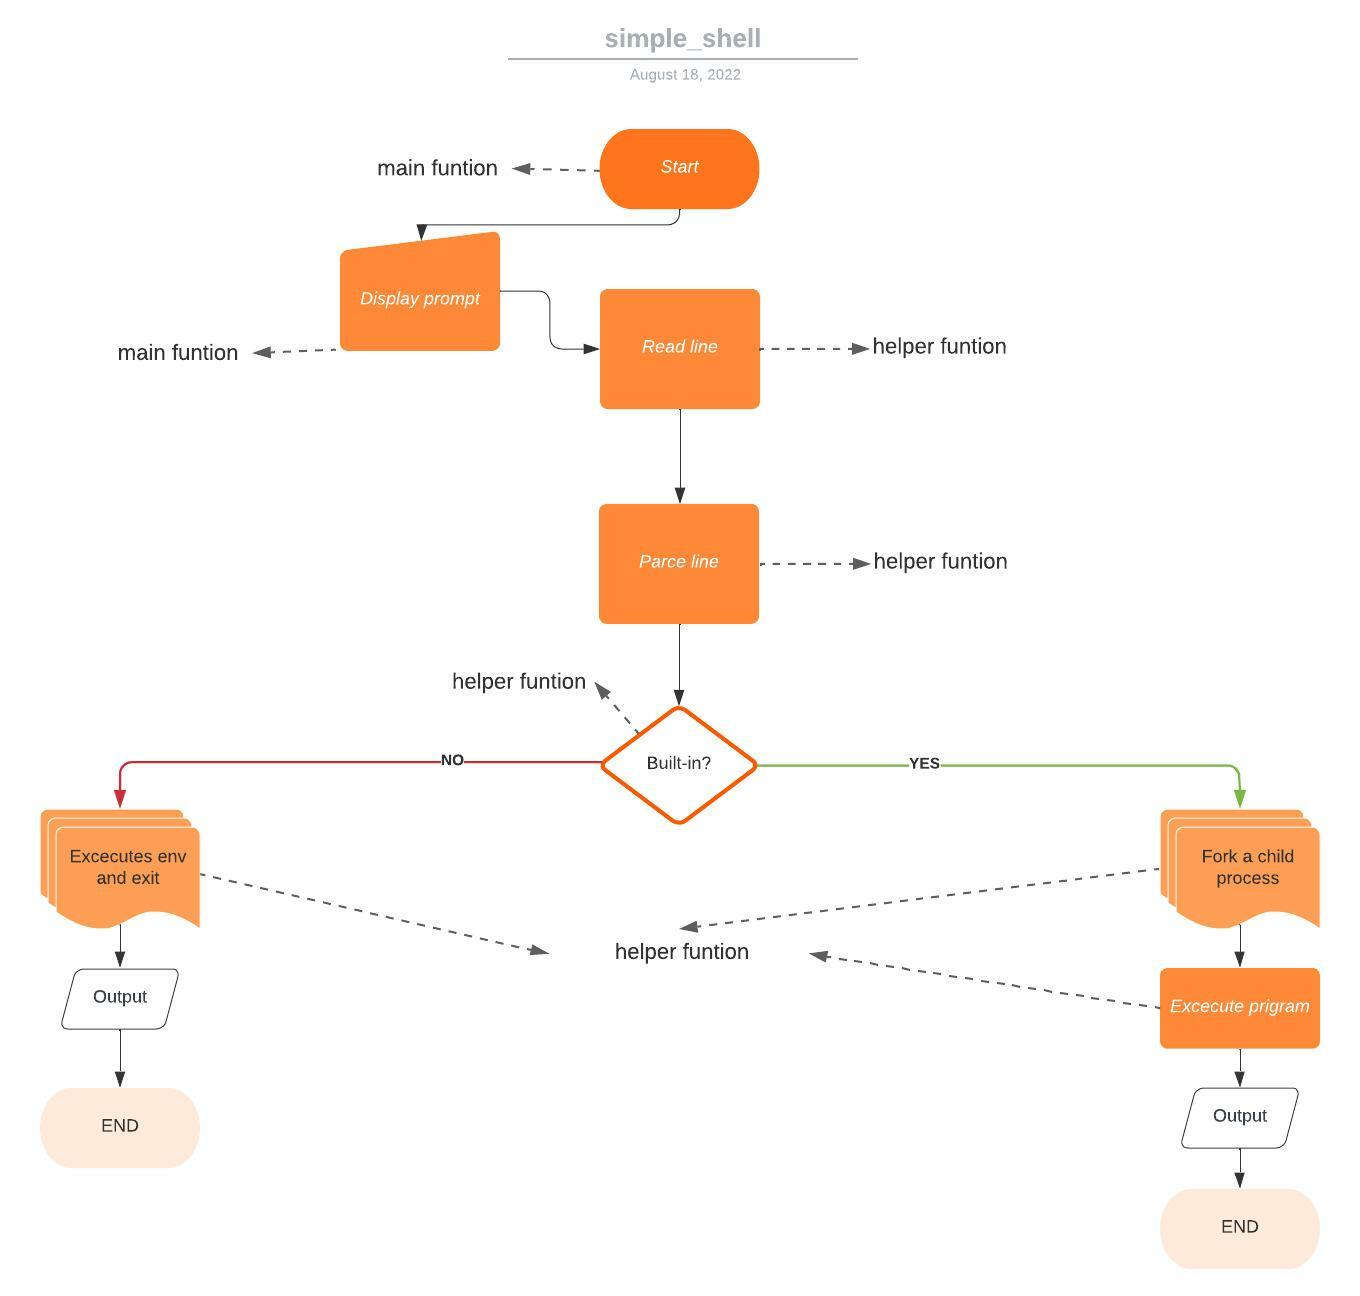 simple_shell
August 18, 2022
main funtion
Start
Display prompt
main funtion
Read line
helper funtion
Parce line
helper funtion
helper funtion
Built-in?
NO
YES
Excecutes env
and exit
Fork a child
process
helper funtion
Output
Excecute prigram
END
Output
END